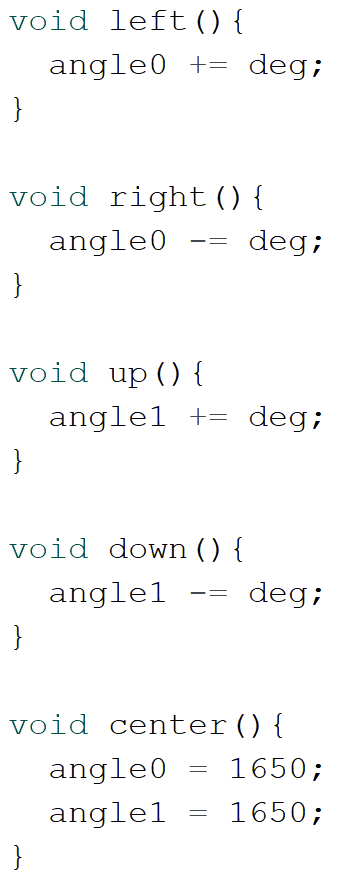 void left(){
  angle0 += deg;
}

void right(){
  angle0 -= deg;
}

void up(){
  angle1 += deg;
}

void down(){
  angle1 -= deg;
}

void center(){
  angle0 = 1650;
  angle1 = 1650;
}